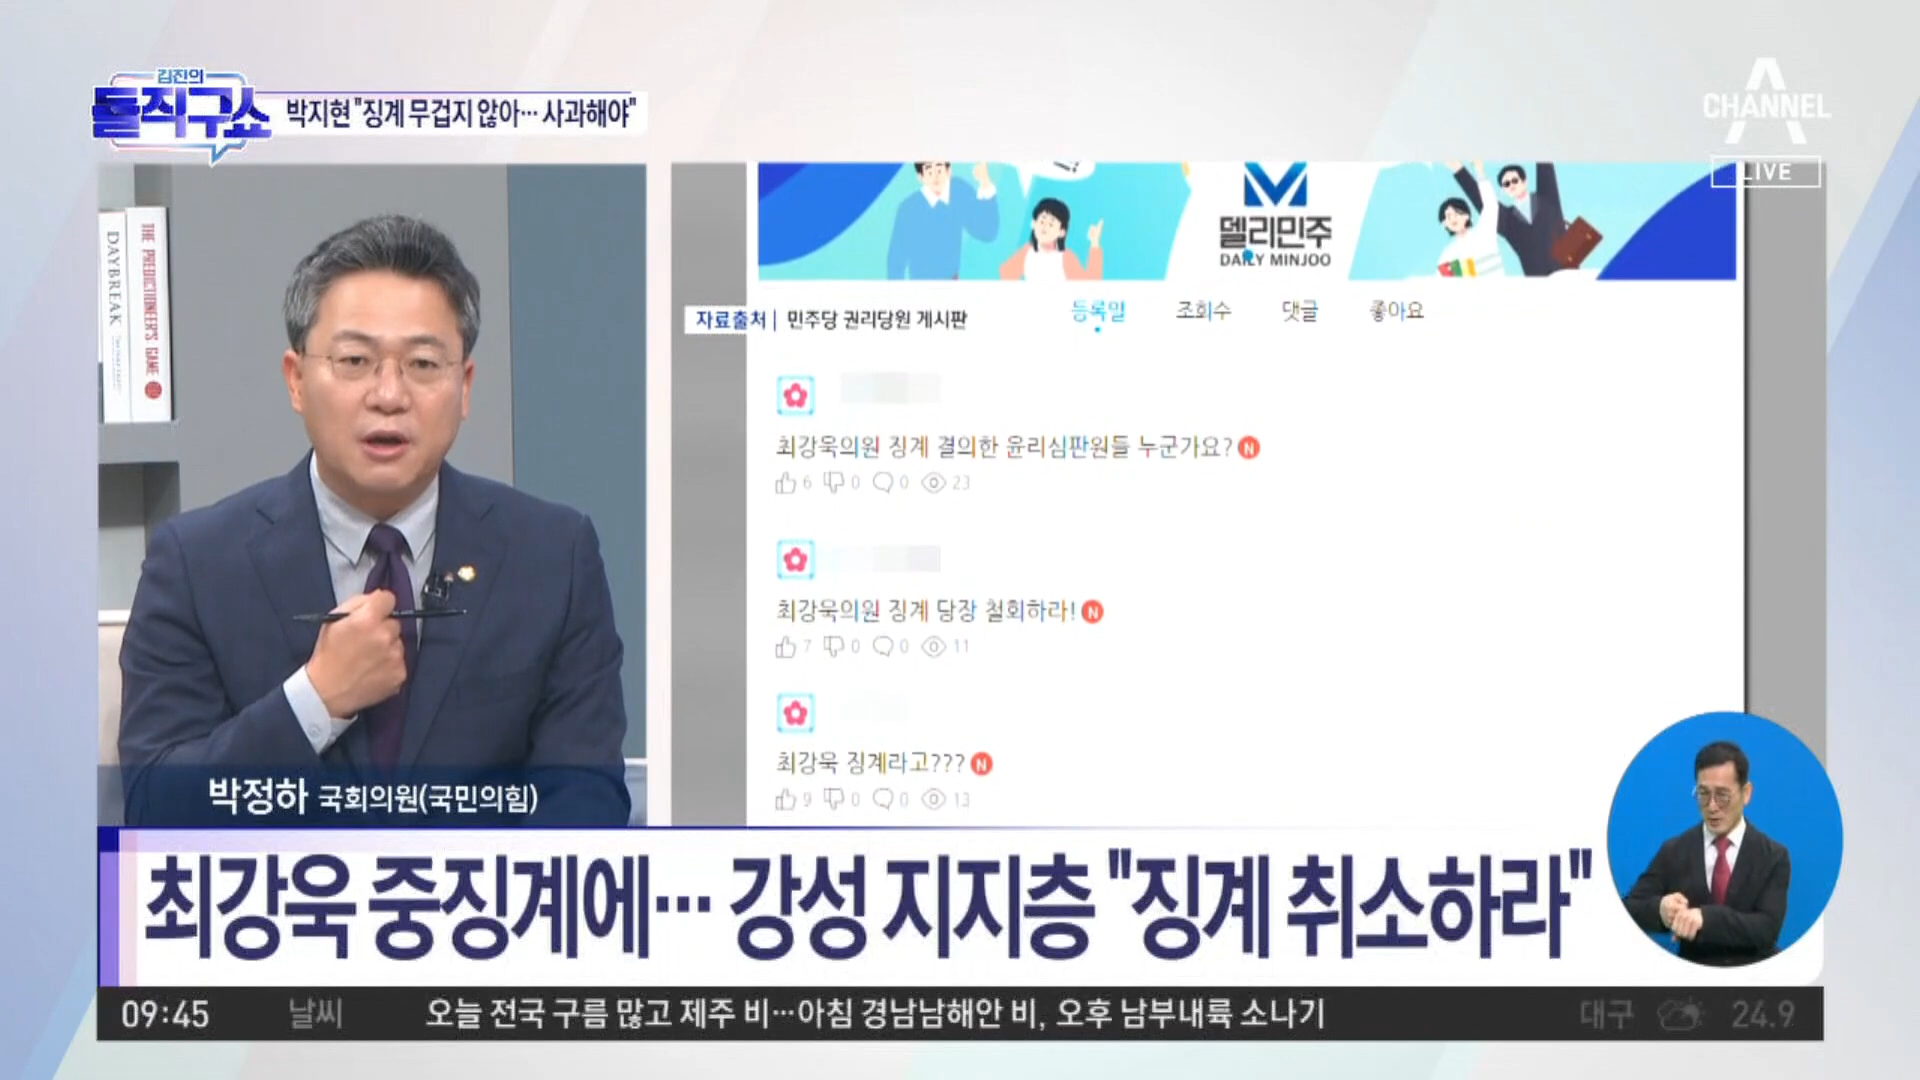 김진의
돌직구쇼
박지현 "징계 무겁지 않아… 사과해야"
CHANNEL A
LIVE
DAYBREAK
THE PREDICTIONEER'S GAME
델리민주
DAILY MINJOO
자료출처 | 민주당 권리당원 게시판
등록일 조회수 댓글 좋아요
최강욱의원 징계 결의한 윤리심판원들 누군가요? N
6 0 0 23
최강욱의원 징계 당장 철회하라! N
7 0 0 11
최강욱 징계라고??? N
9 0 0 13
박정하 국회의원(국민의힘)
최강욱 중징계에… 강성 지지층 "징계 취소하라"
09:45 날씨 오늘 전국 구름 많고 제주 비…아침 경남남해안 비, 오후 남부내륙 소나기 대구 24.9